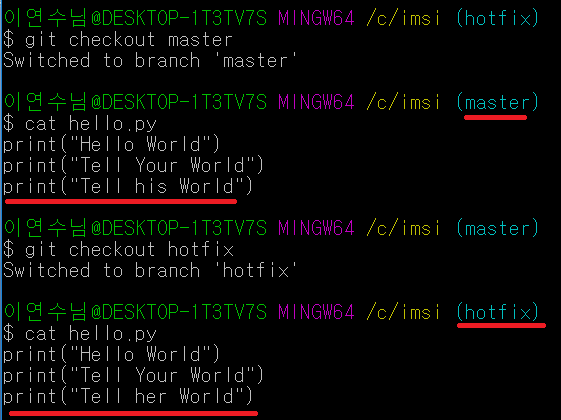 이연수님@DESKTOP-1T3TV7S MINGW64 /c/imsi (hotfix)
$ git checkout master
Switched to branch 'master'
이연수님@DESKTOP-1T3TV7S MINGW64 /c/imsi (master)
$ cat hello.py
print("Hello World")
print("Tell Your World")
print("Tell his World")
이연수님@DESKTOP-1T3TV7S MINGW64 /c/imsi (master)
$ git checkout hotfix
Switched to branch 'hotfix'
이연수님@DESKTOP-1T3TV7S MINGW64 /c/imsi (hotfix)
$ cat hello.py
print("Hello World")
print("Tell Your World")
print("Tell her World")